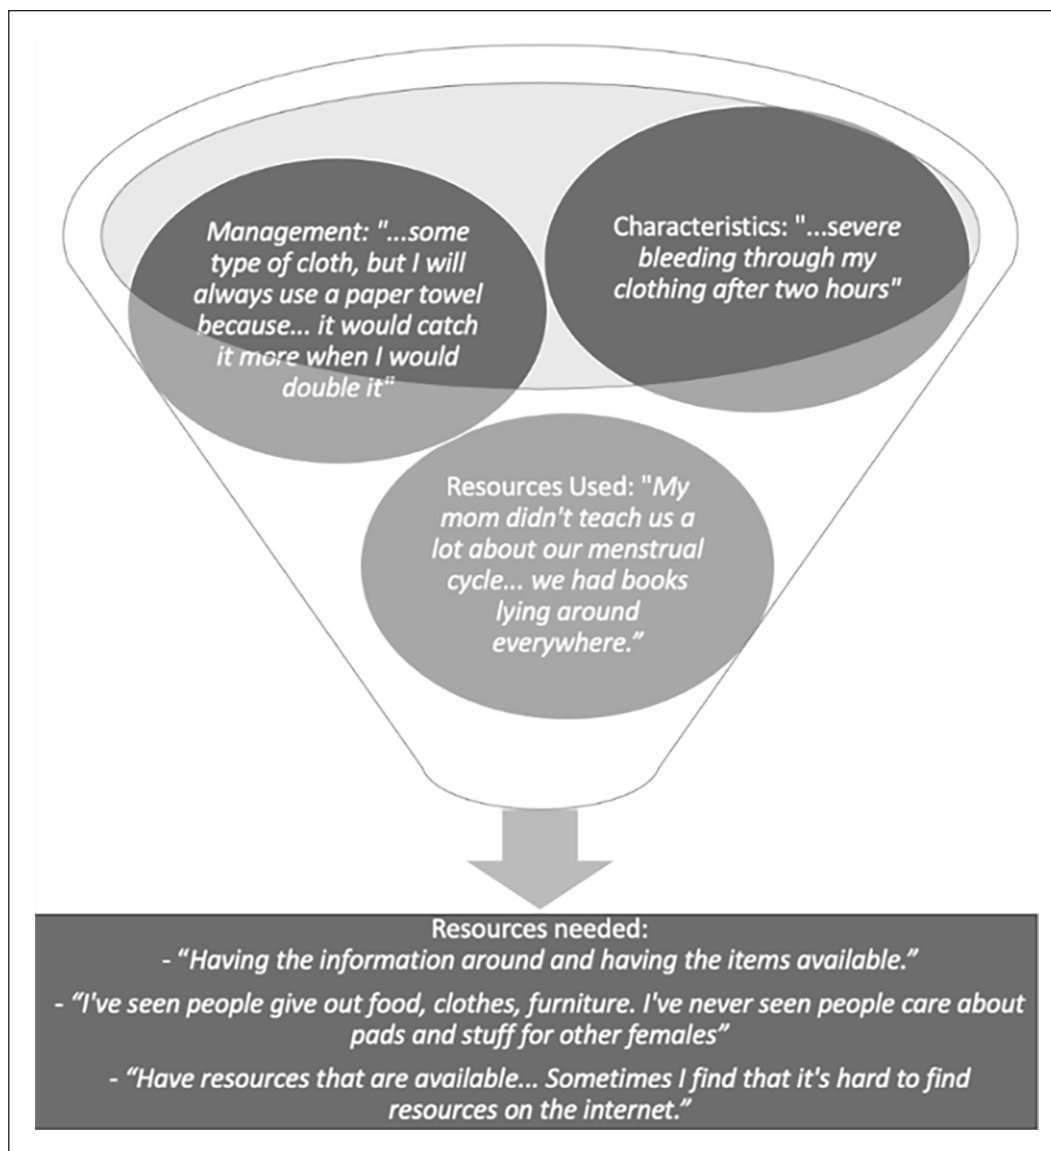 Management: "...some
type of cloth, but I will
always use a paper towel
because... it would catch
it more when I would
double it"
Characteristics: "...severe
bleeding through my
clothing after two hours"
Resources Used: "My
mom didn't teach us a
lot about our menstrual
cycle... we had books
lying around
everywhere.”
Resources needed:
- “Having the information around and having the items available.”
- “I've seen people give out food, clothes, furniture. I've never seen people care about
pads and stuff for other females”
- “Have resources that are available... Sometimes I find that it's hard to find
resources on the internet.”